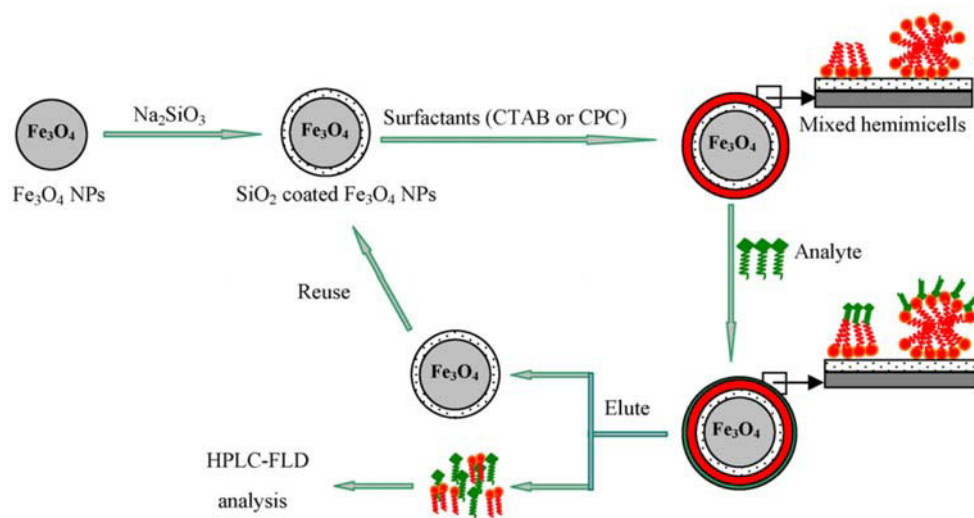 Fe₃O₄
Fe₃O₄ NPs
Na₂SiO₃
Fe₃O₄
SiO₂ coated Fe₃O₄ NPs
Surfactants (CTAB or CPC)
Fe₃O₄
Mixed hemimicells
Analyte
Reuse
Fe₃O₄
Elute
Fe₃O₄
HPLC-FLD
analysis